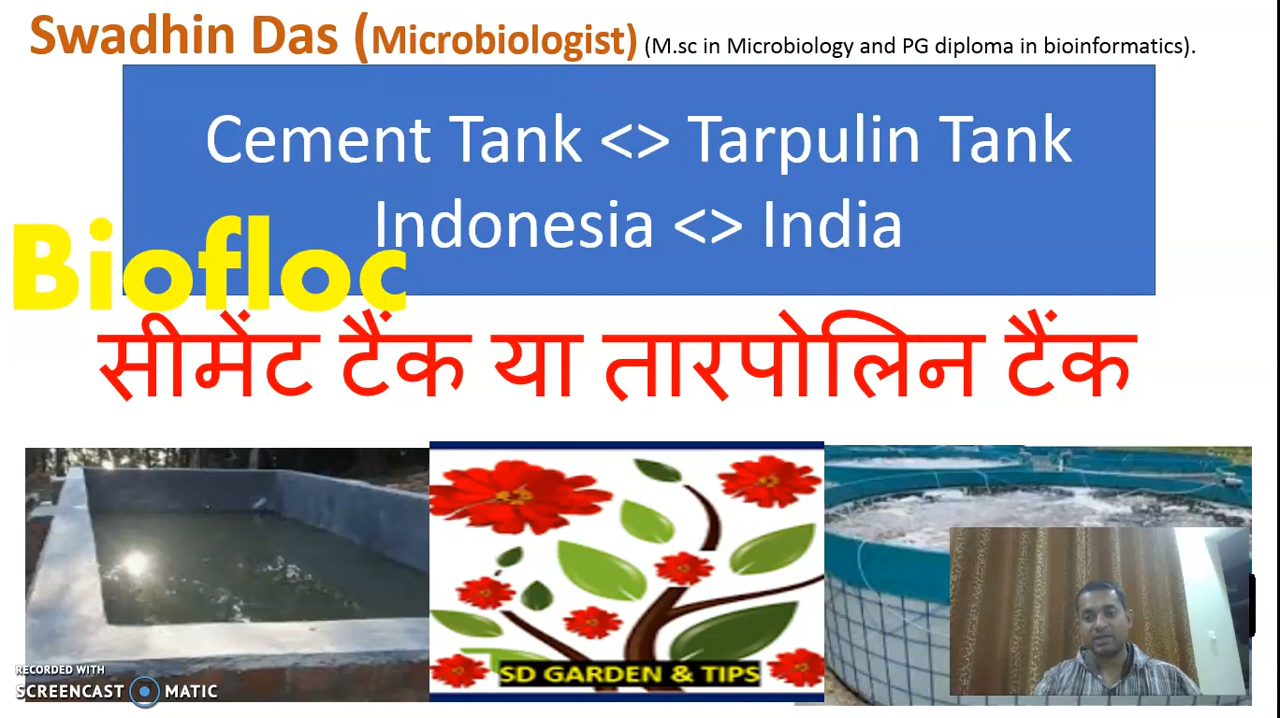 Swadhin Das (Microbiologist) (M.sc in Microbiology and PG diploma in bioinformatics).
Cement Tank <> Tarpulin Tank
Indonesia <> India
Biofloc
सीमेंट टैंक या तारपोलिन टैंक
SD GARDEN & TIPS
RECORDED WITH
SCREENCAST MATIC